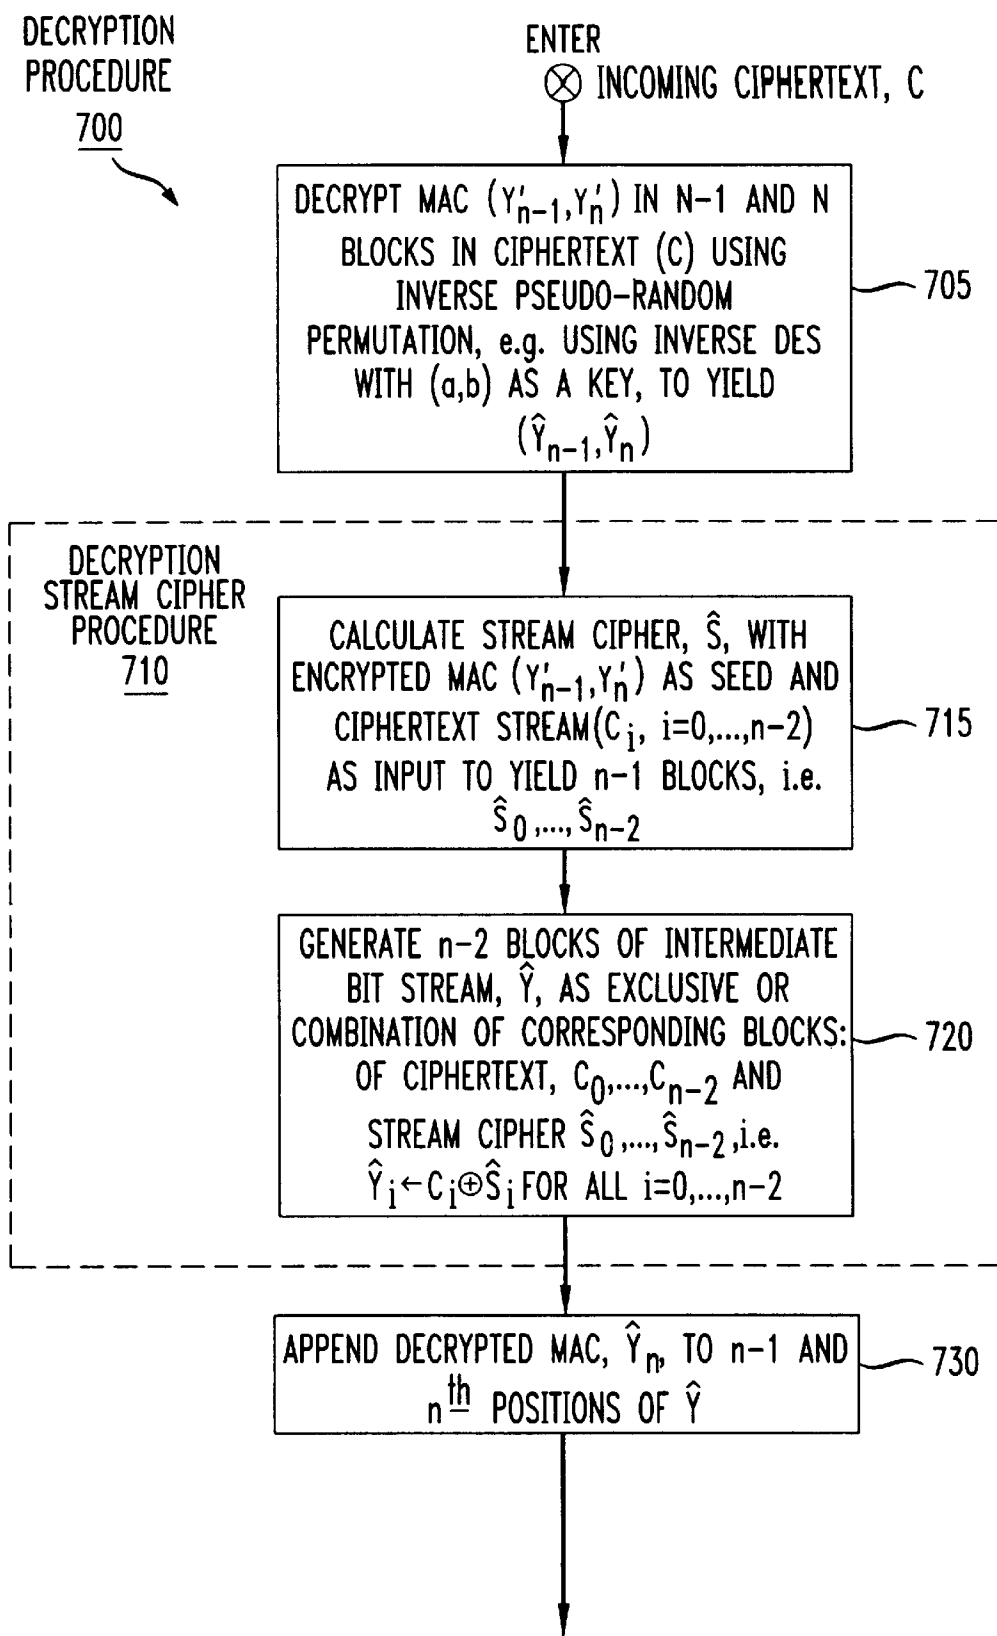 DECRYPTION
PROCEDURE
700
ENTER
INCOMING CIPHERTEXT, C
DECRYPT MAC (Y'n-1,Y'n) IN N-1 AND N
BLOCKS IN CIPHERTEXT (C) USING
INVERSE PSEUDO-RANDOM
PERMUTATION, e.g. USING INVERSE DES
WITH (a,b) AS A KEY, TO YIELD
(Ŷn-1,Ŷn)
705
DECRYPTION
STREAM CIPHER
PROCEDURE
710
CALCULATE STREAM CIPHER, Ŝ, WITH
ENCRYPTED MAC (Y'n-1,Y'n) AS SEED AND
CIPHERTEXT STREAM(Ci, i=0,...,n-2)
AS INPUT TO YIELD n-1 BLOCKS, i.e.
Ŝ0,...,Ŝn-2
715
GENERATE n-2 BLOCKS OF INTERMEDIATE
BIT STREAM, Ŷ, AS EXCLUSIVE OR
COMBINATION OF CORRESPONDING BLOCKS:
OF CIPHERTEXT, C0,...,Cn-2 AND
STREAM CIPHER Ŝ0,...,Ŝn-2,i.e.
Ŷi←Ci⊕Ŝi FOR ALL i=0,...,n-2
720
APPEND DECRYPTED MAC, Ŷn, TO n-1 AND
nth POSITIONS OF Ŷ
730